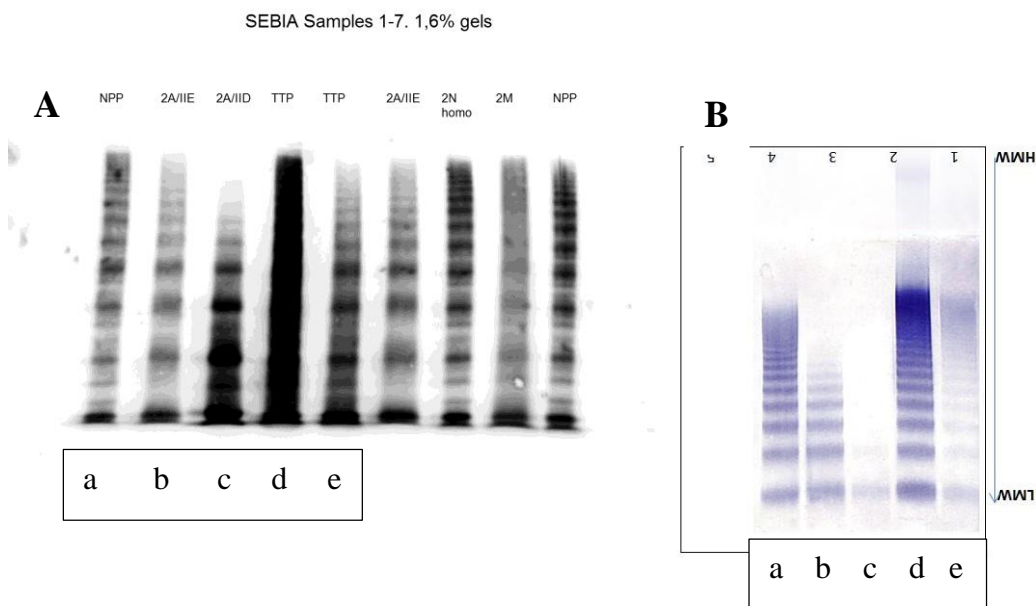 SEBIA Samples 1-7. 1,6% gels
A
NPP 2A/IIE 2A/IID TTP TTP 2A/IIE 2N homo 2M NPP
a b c d e
B
5 4 3 2 1
HMW
LMW
a b c d e